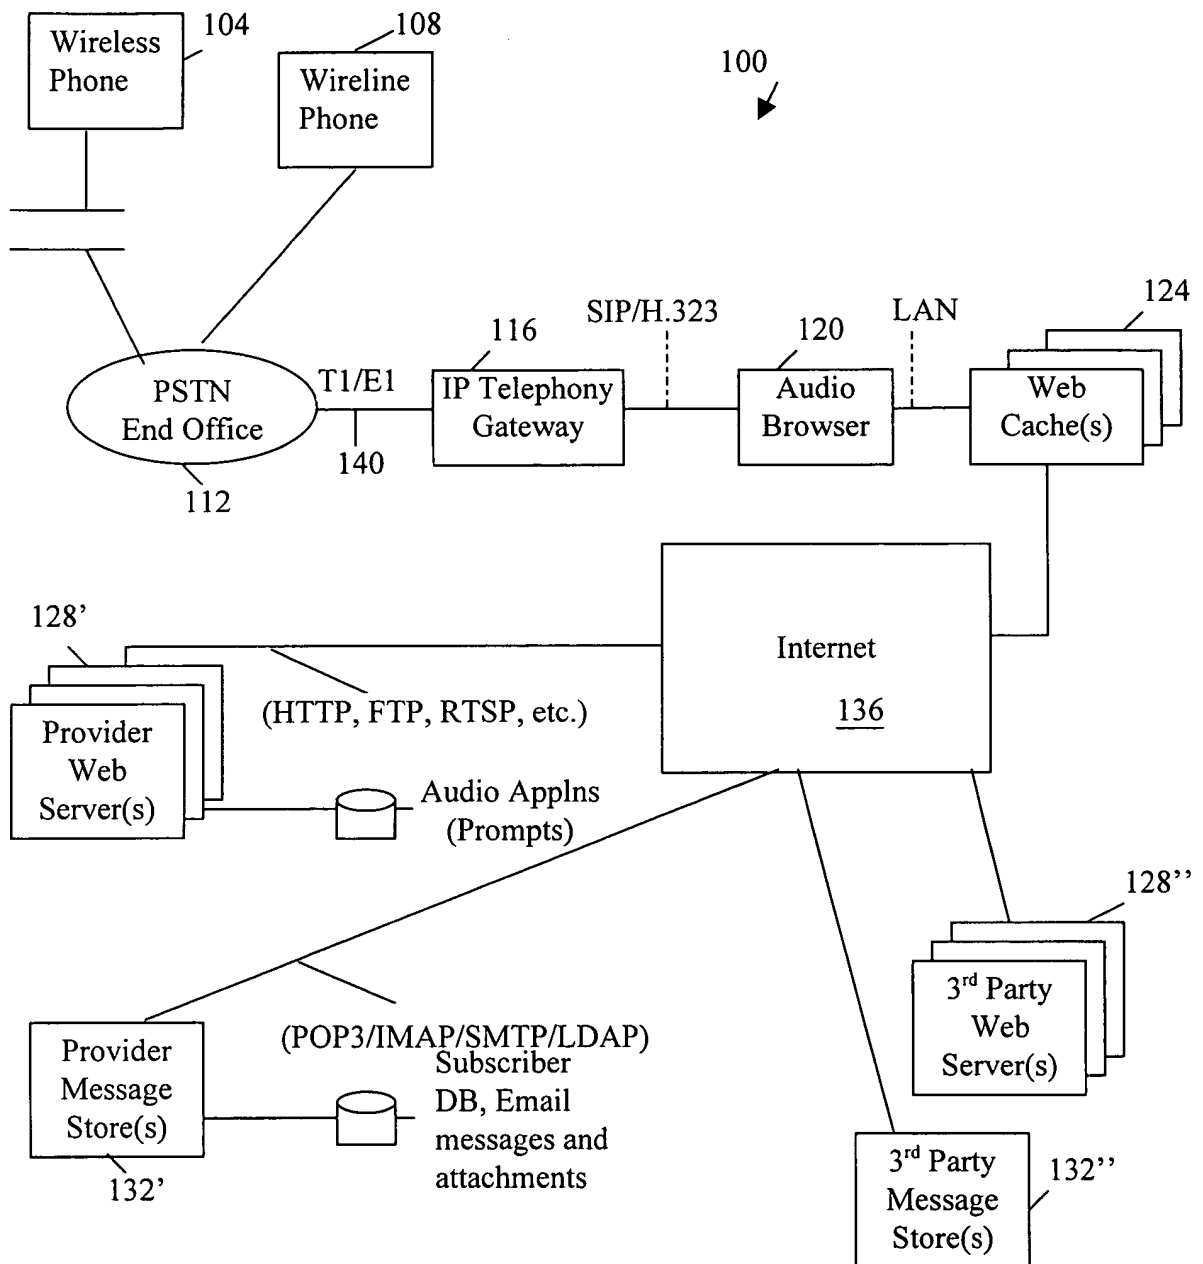 104
Wireless
Phone
108
Wireline
Phone
100
PSTN
End Office
112
T1/E1
140
116
IP Telephony
Gateway
SIP/H.323
120
Audio
Browser
LAN
124
Web
Cache(s)
Internet
136
128’
Provider
Web
Server(s)
(HTTP, FTP, RTSP, etc.)
Audio Applns
(Prompts)
128’’
3rd Party
Web
Server(s)
Provider
Message
Store(s)
132’
(POP3/IMAP/SMTP/LDAP)
Subscriber
DB, Email
messages and
attachments
3rd Party
Message
Store(s)
132’’